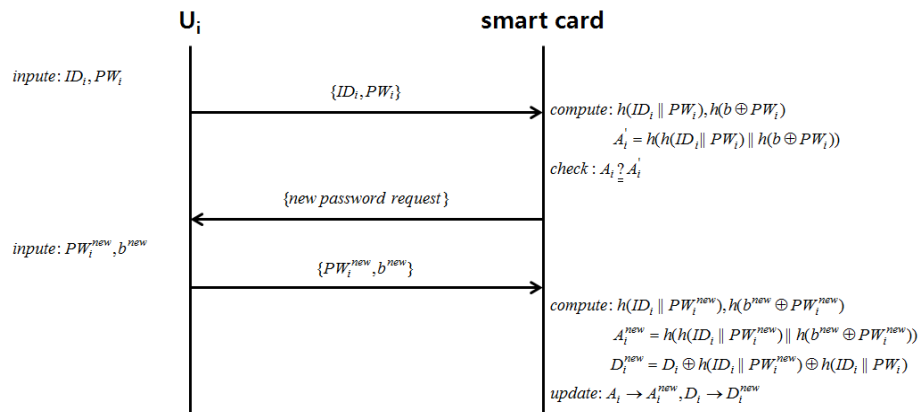 U_i smart card
inpute: ID_i, PW_i
{ID_i, PW_i}
compute: h(ID_i || PW_i), h(b ⊕ PW_i)
A_i^' = h(h(ID_i || PW_i) || h(b ⊕ PW_i))
check : A_i ?= A_i^'
{new password request}
inpute: PW_i^new, b^new
{PW_i^new, b^new}
compute: h(ID_i || PW_i^new), h(b^new ⊕ PW_i^new)
A_i^new = h(h(ID_i || PW_i^new) || h(b^new ⊕ PW_i^new))
D_i^new = D_i ⊕ h(ID_i || PW_i^new) ⊕ h(ID_i || PW_i)
update: A_i → A_i^new, D_i → D_i^new